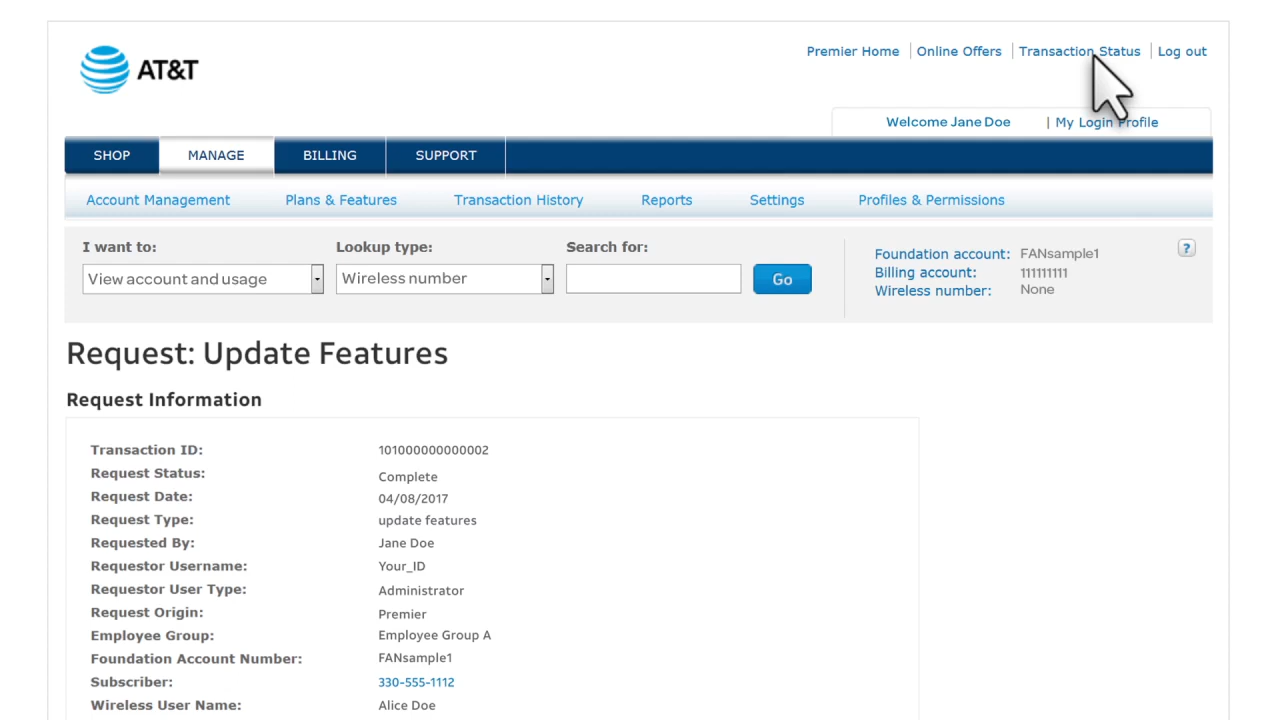 AT&T
Premier Home | Online Offers | Transaction Status | Log out
Welcome Jane Doe | My Login Profile
SHOP MANAGE BILLING SUPPORT
Account Management Plans & Features Transaction History Reports Settings Profiles & Permissions
I want to: Lookup type: Search for:
View account and usage Wireless number Go
Foundation account: FANsample1 ?
Billing account: 111111111
Wireless number: None
Request: Update Features
Request Information
Transaction ID: 101000000000002
Request Status: Complete
Request Date: 04/08/2017
Request Type: update features
Requested By: Jane Doe
Requestor Username: Your_ID
Requestor User Type: Administrator
Request Origin: Premier
Employee Group: Employee Group A
Foundation Account Number: FANsample1
Subscriber: 330-555-1112
Wireless User Name: Alice Doe